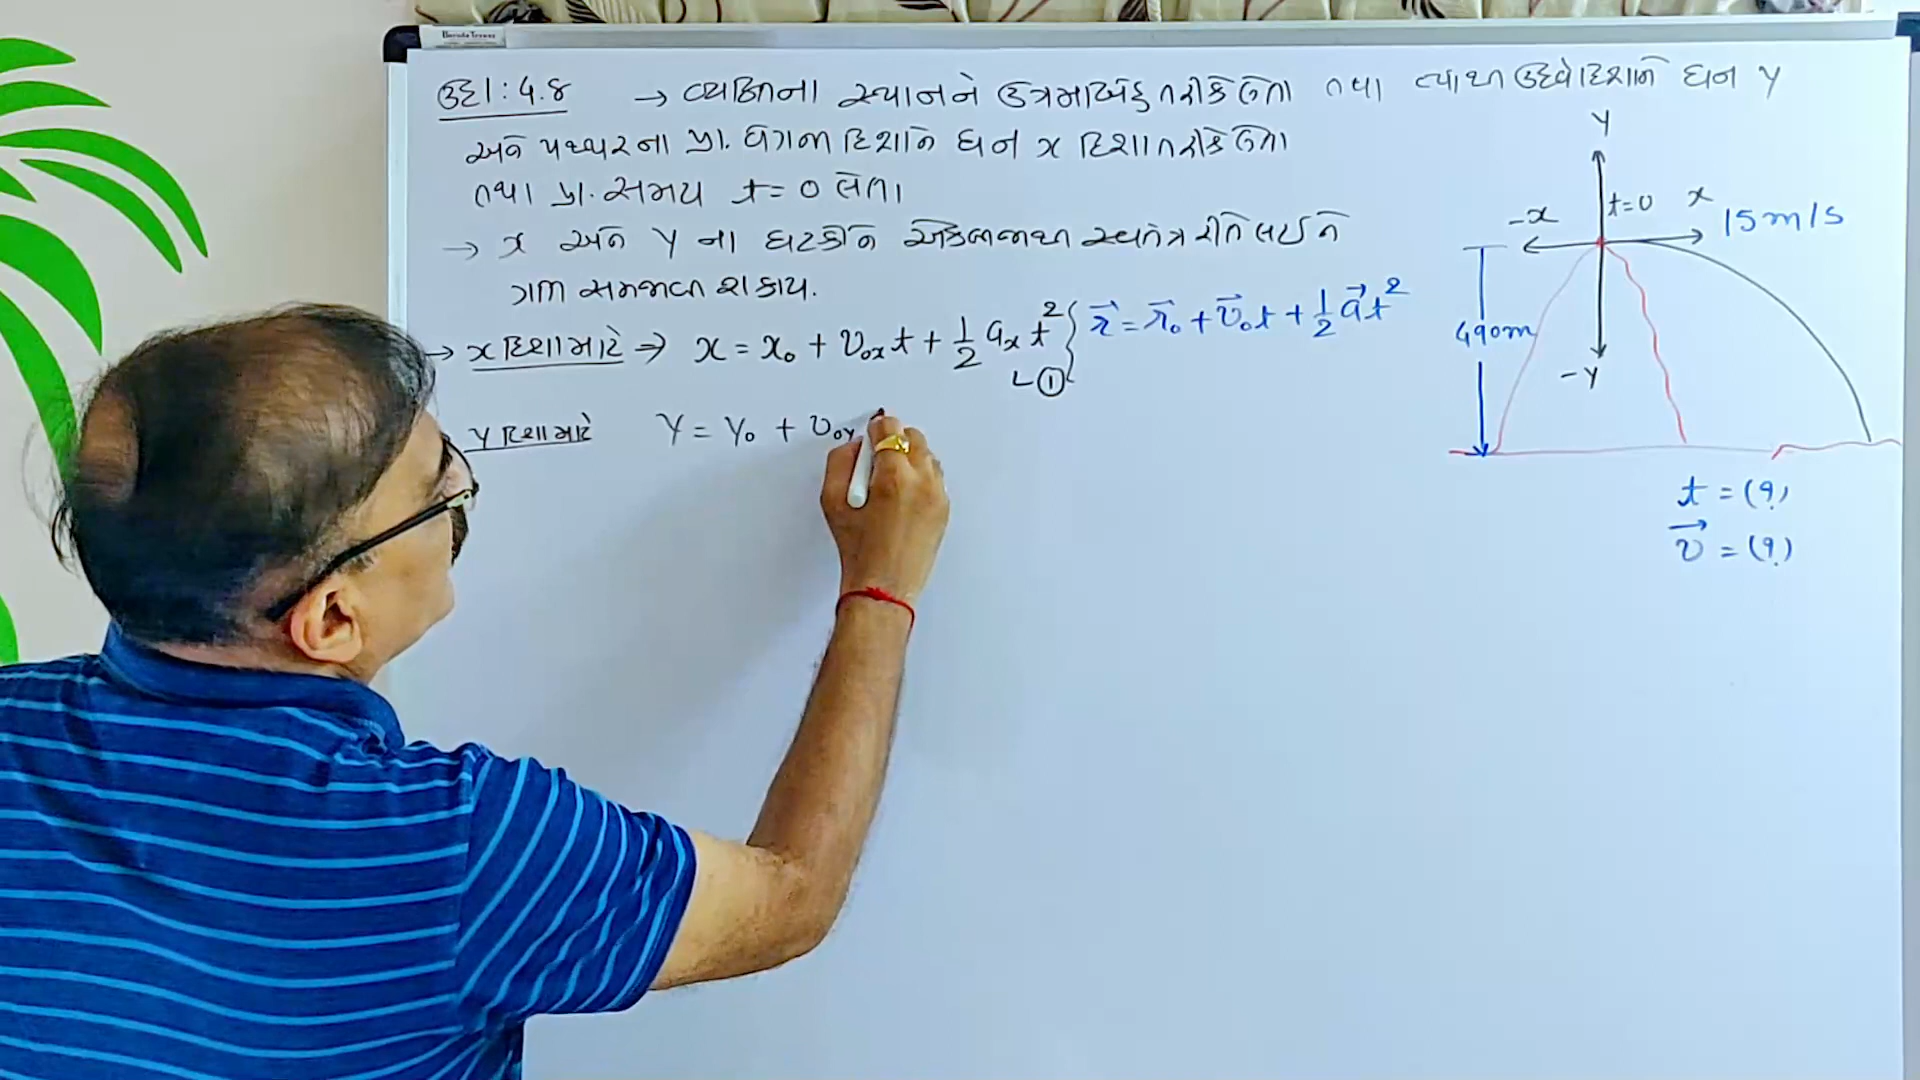 ઉદા : 4.8 → વ્યક્તિના સ્થાનને ઉગમબિંદુ તરીકે લેતા તથા ત્યાંથી ઉર્ધ્વદિશાને ધન Y
અને પથ્થરના પ્રા. વેગની દિશાને ધન x દિશા તરીકે લેતા
તથા પ્રા. સમય t = 0 લેતા
→ x અને Y ના ઘટકોને એકબીજાથી સ્વતંત્ર રીતે લઈ ને
ગતિ સમજાવી શકાય.
→ x દિશા માટે → x = x₀ + v₀ₓt + ½ aₓt² } r⃗ = r⃗₀ + v⃗₀t + ½ a⃗t²
①
Y દિશા માટે Y = Y₀ + v₀Y
Y
t=0
x
-x
15 m/s
490m
-Y
t = (?)
v⃗ = (?)